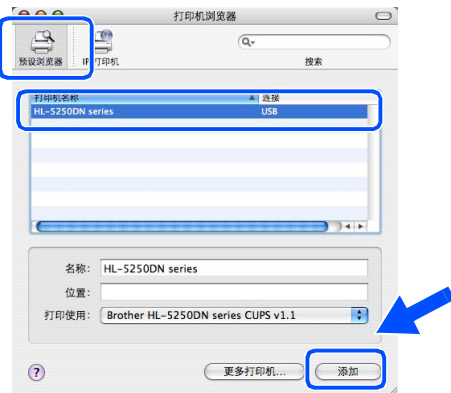 打印机浏览器
预设浏览器 IP 打印机 搜索
打印机名称 连接
HL-5250DN series USB
名称: HL-5250DN series
位置:
打印使用: Brother HL-5250DN series CUPS v1.1
? 更多打印机... 添加